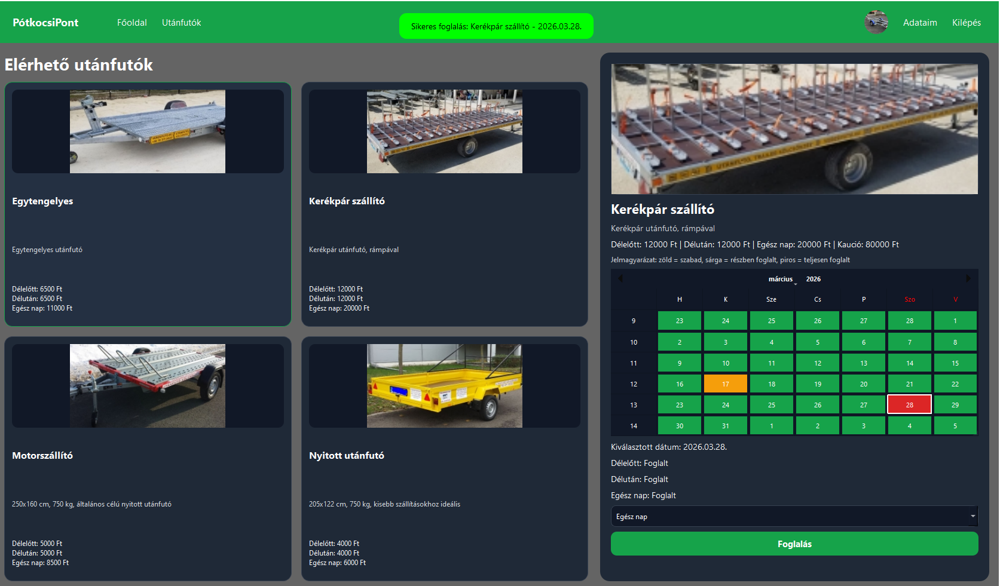 PótkocsiPont
Főoldal
Utánfutók
Sikeres foglalás: Kerékpár szállító - 2026.03.28.
Adataim
Kilépés
Elérhető utánfutók
Egytengelyes
Egytengelyes utánfutó
Délelőtt: 6500 Ft
Délután: 6500 Ft
Egész nap: 11000 Ft
Kerékpár szállító
Kerékpár utánfutó, rámpával
Délelőtt: 12000 Ft
Délután: 12000 Ft
Egész nap: 20000 Ft
Motorszállító
250x160 cm, 750 kg, általános célú nyitott utánfutó
Délelőtt: 5000 Ft
Délután: 5000 Ft
Egész nap: 8500 Ft
Nyitott utánfutó
205x122 cm, 750 kg, kisebb szállításokhoz ideális
Délelőtt: 4000 Ft
Délután: 4000 Ft
Egész nap: 6000 Ft
Kerékpár szállító
Kerékpár utánfutó, rámpával
Délelőtt: 12000 Ft | Délután: 12000 Ft | Egész nap: 20000 Ft | Kaució: 80000 Ft
Jelmagyarázat: zöld = szabad, sárga = részben foglalt, piros = teljesen foglalt
március 2026
H K Sze Cs P Szo V
9 23 24 25 26 27 28 1
10 2 3 4 5 6 7 8
11 9 10 11 12 13 14 15
12 16 17 18 19 20 21 22
13 23 24 25 26 27 28 29
14 30 31 1 2 3 4 5
Kiválasztott dátum: 2026.03.28.
Délelőtt: Foglalt
Délután: Foglalt
Egész nap: Foglalt
Egész nap
Foglalás